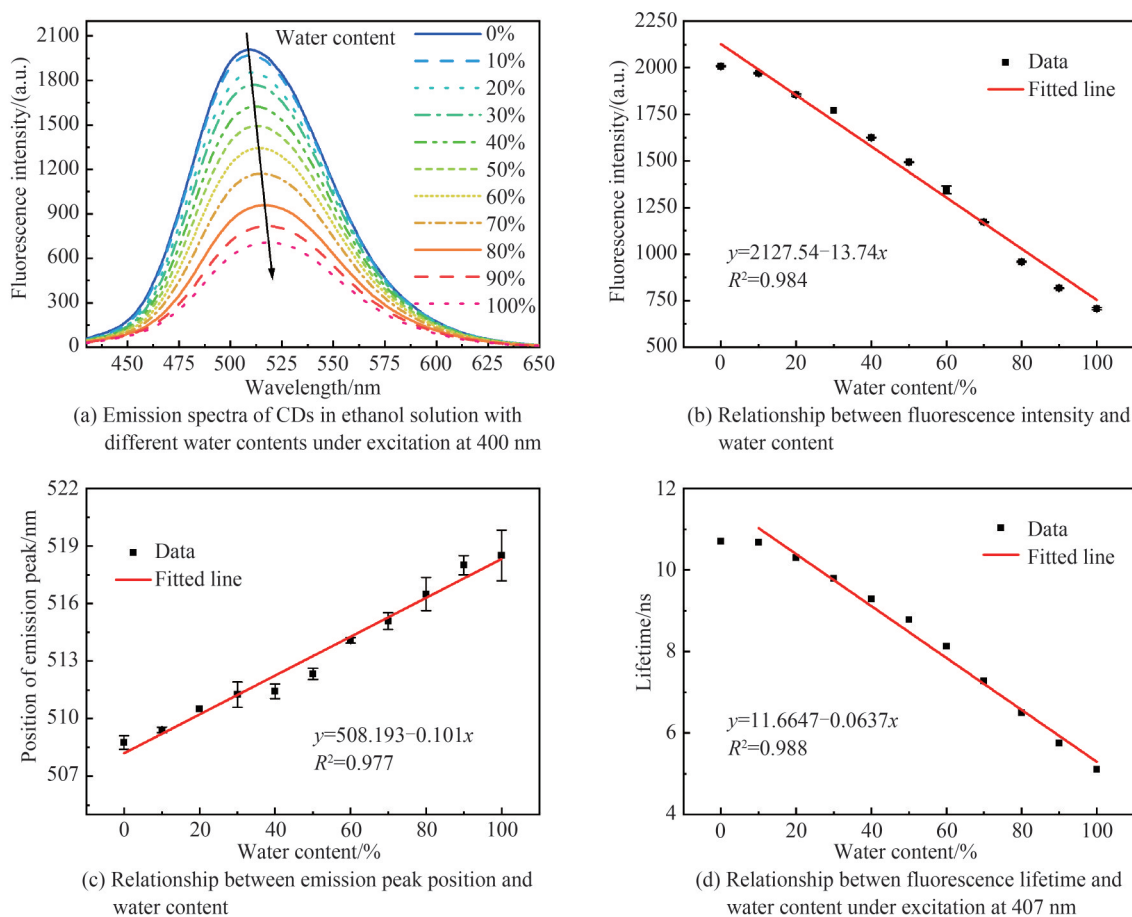 2100
1800
1500
1200
900
600
300
0
Fluorescence intensity/(a.u.)
Water content
0%
10%
20%
30%
40%
50%
60%
70%
80%
90%
100%
450 475 500 525 550 575 600 625 650
Wavelength/nm
(a) Emission spectra of CDs in ethanol solution with
different water contents under excitation at 400 nm
2250
2000
1750
1500
1250
1000
750
500
Fluorescence intensity/(a.u.)
Data
Fitted line
y=2127.54−13.74x
R²=0.984
0 20 40 60 80 100
Water content/%
(b) Relationship between fluorescence intensity and
water content
522
519
516
513
510
507
Position of emission peak/nm
Data
Fitted line
y=508.193−0.101x
R²=0.977
0 20 40 60 80 100
Water content/%
(c) Relationship between emission peak position and
water content
12
10
8
6
4
Lifetime/ns
Data
Fitted line
y=11.6647−0.0637x
R²=0.988
0 20 40 60 80 100
Water content/%
(d) Relationship betwen fluorescence lifetime and
water content under excitation at 407 nm